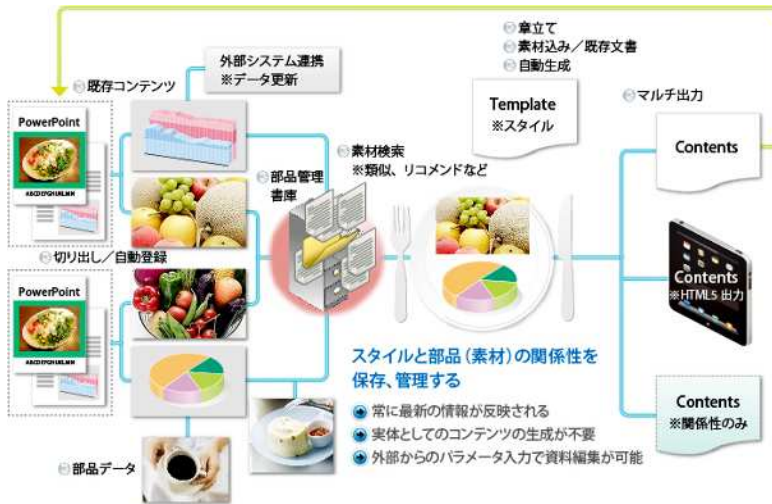 章立て
素材込み／既存文書
自動生成
外部システム連携
※データ更新
既存コンテンツ
マルチ出力
PowerPoint
ABCDEFGHIJKLMN
Template
※スタイル
Contents
素材検索
※類似、リコメンドなど
部品管理
書庫
切り出し／自動登録
PowerPoint
ABCDEFGHIJKLMN
Contents
※HTML5 出力
スタイルと部品（素材）の関係性を
保存、管理する
常に最新の情報が反映される
実体としてのコンテンツの生成が不要
外部からのパラメータ入力で資料編集が可能
Contents
※関係性のみ
部品データ